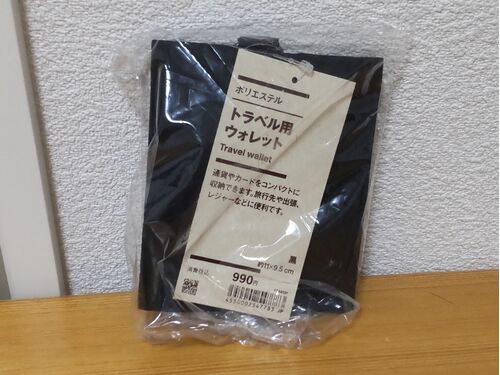 ポリエステル
トラベル用
ウォレット
Travel wallet
通貨やカードをコンパクトに
収納できます。旅行先や出張、
レジャーなどに便利です。
黒
約11×9.5cm
消費税込 990円